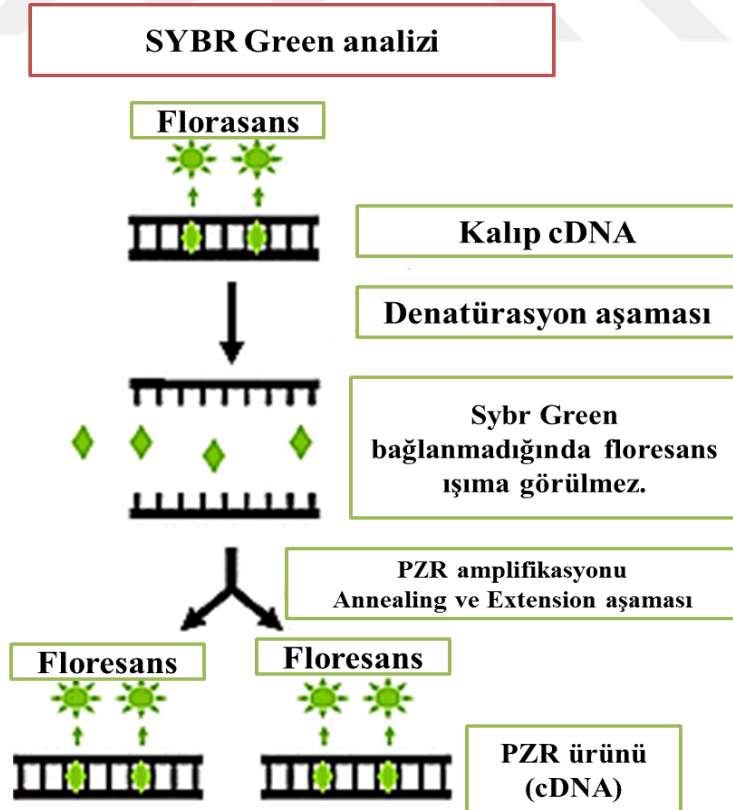 SYBR Green analizi
Florasans
Kalıp cDNA
Denatürasyon aşaması
Sybr Green
bağlanmadığında floresans
ışıma görülmez.
PZR amplifikasyonu
Annealing ve Extension aşaması
Floresans
Floresans
PZR ürünü
(cDNA)